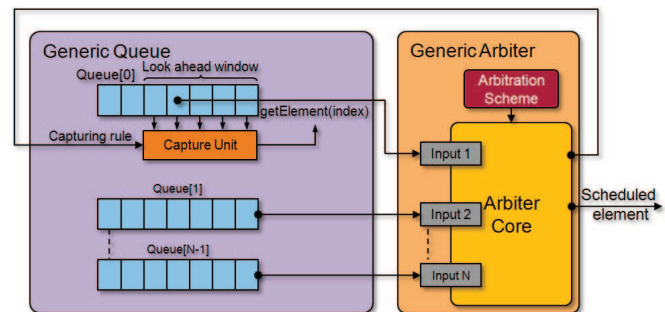 Generic Queue
Look ahead window
Queue[0]
getElement(index)
Capturing rule
Capture Unit
Queue[1]
Queue[N-1]
Generic Arbiter
Arbitration
Scheme
Input 1
Input 2
Input N
Arbiter
Core
Scheduled
element